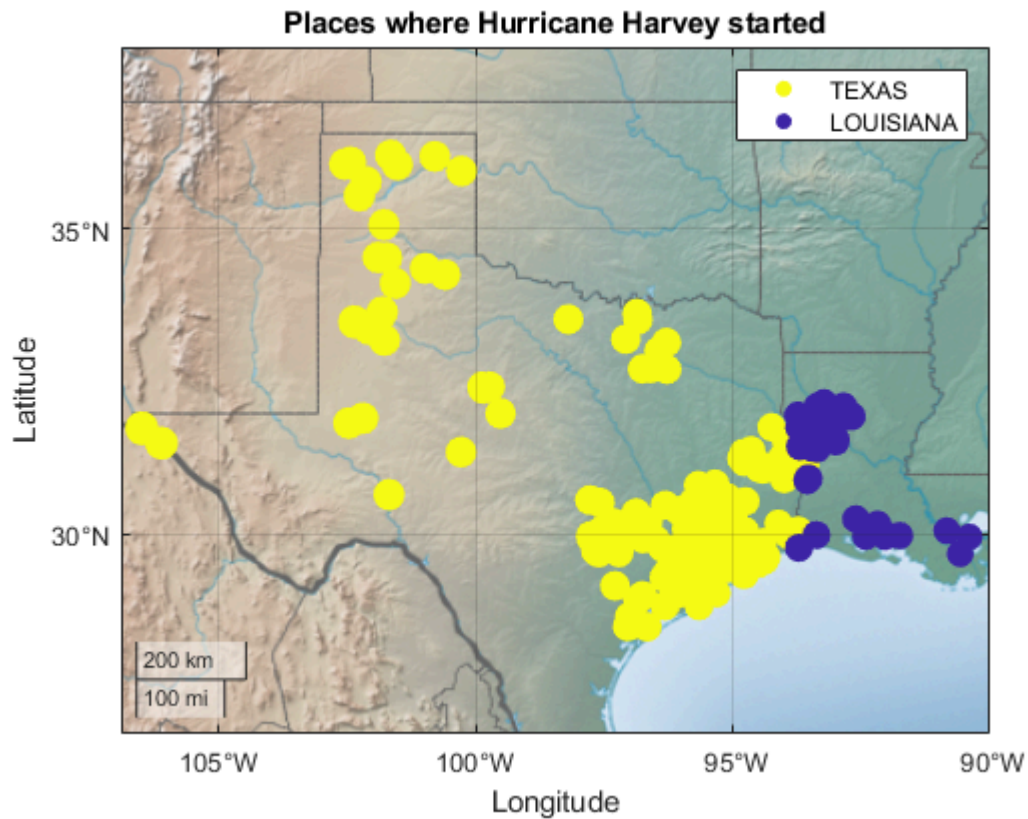 Places where Hurricane Harvey started
TEXAS
LOUISIANA
35°N
30°N
Latitude
200 km
100 mi
105°W
100°W
95°W
90°W
Longitude